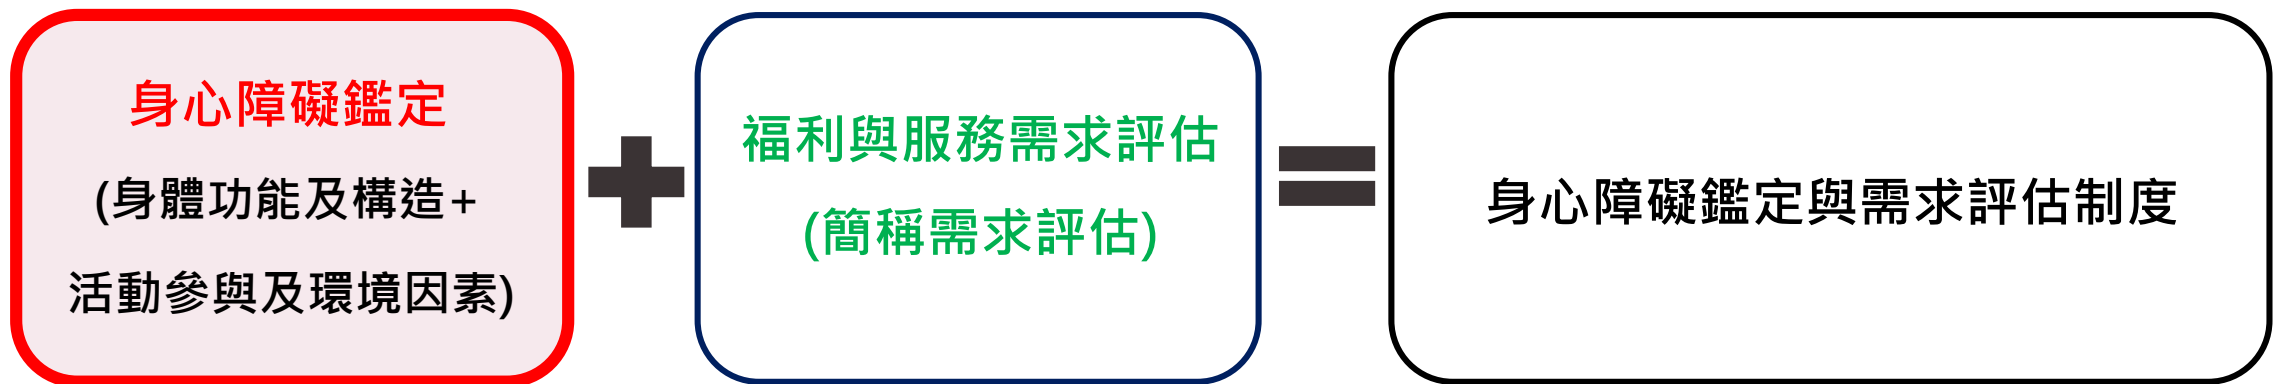 身心障礙鑑定
(身體功能及構造+
活動參與及環境因素)
福利與服務需求評估
(簡稱需求評估)
身心障礙鑑定與需求評估制度